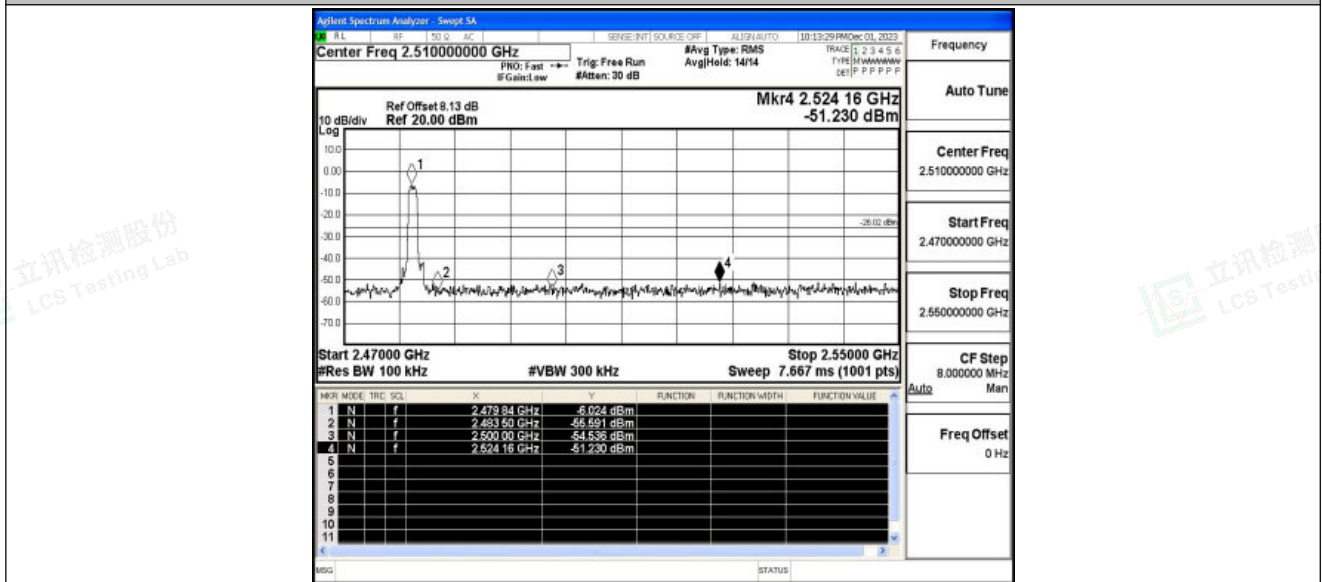 Agilent Spectrum Analyzer - Swept SA
RL RF 50 Ω AC SENSE:INT SOURCE OFF ALIGNAUTO 10:13:29 PM Dec 01, 2023
Center Freq 2.510000000 GHz
PNO: Fast
IFGain:Low
Trig: Free Run
#Atten: 30 dB
#Avg Type: RMS
Avg|Hold: 14/14
TRACE 1 2 3 4 5 6
TYPE M WWWWW
DET P P P P P P
Mkr4 2.524 16 GHz
-51.230 dBm
Ref Offset 8.13 dB
10 dB/div Ref 20.00 dBm
Log
10.0
0.00
-10.0
-20.0
-30.0
-40.0
-50.0
-60.0
-70.0
1
2
3
4
-26.02 dBm
Start 2.47000 GHz Stop 2.55000 GHz
#Res BW 100 kHz #VBW 300 kHz Sweep 7.667 ms (1001 pts)
MKR MODE TRC SCL X Y FUNCTION FUNCTION WIDTH FUNCTION VALUE
1 N f 2.479 84 GHz -6.024 dBm
2 N f 2.483 50 GHz -55.591 dBm
3 N f 2.500 00 GHz -54.536 dBm
4 N f 2.524 16 GHz -51.230 dBm
5
6
7
8
9
10
11
MSG STATUS
Frequency
Auto Tune
Center Freq
2.510000000 GHz
Start Freq
2.470000000 GHz
Stop Freq
2.550000000 GHz
CF Step
8.000000 MHz
Auto Man
Freq Offset
0 Hz
立讯检测股份
LCS Testing Lab
立讯检测
LCS Testi